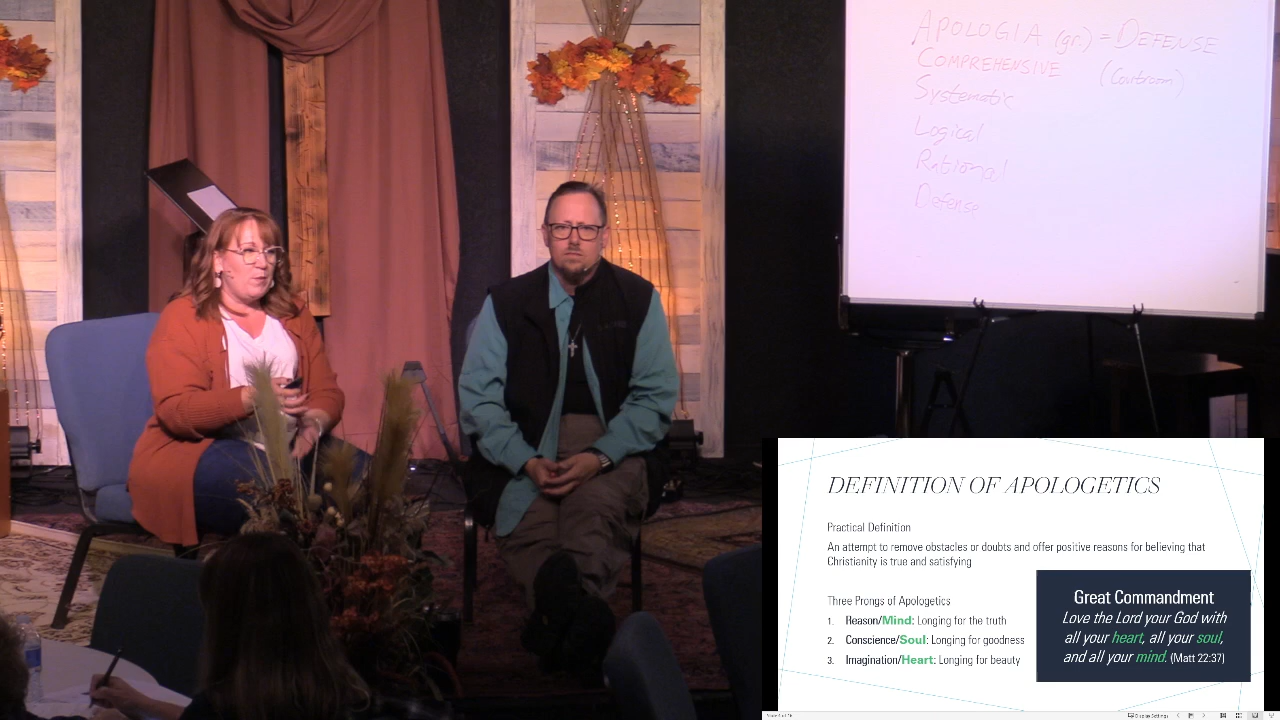 APOLOGIA (gr.) = DEFENSE
COMPREHENSIVE (Courtroom)
Systematic
Logical
Rational
Defense
DEFINITION OF APOLOGETICS
Practical Definition
An attempt to remove obstacles or doubts and offer positive reasons for believing that
Christianity is true and satisfying
Three Prongs of Apologetics
1. Reason/Mind: Longing for the truth
2. Conscience/Soul: Longing for goodness
3. Imagination/Heart: Longing for beauty
Great Commandment
Love the Lord your God with
all your heart, all your soul,
and all your mind. (Matt 22:37)
Display Settings